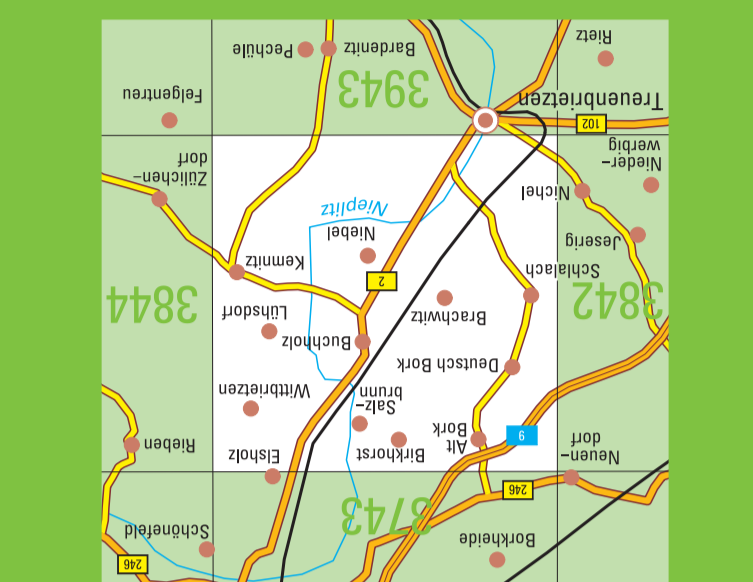 246
Borkheide
Schönefeld
3743
246
Neuen-
dorf
Elsholz
Birkhorst
Alt
Bork
9
Rieben
Salz-
brunn
Wittbrietzen
Deutsch Bork
Buchholz
Brachwitz
Lühsdorf
3842
3844
2
Schlalach
Kemnitz
Jeserig
Niebel
Nieplitz
Nichel
Zülichen-
dorf
Nieder-
werbig
102
Treuenbrietzen
Felgentreu
3943
Rietz
Bardenitz
Pechüle